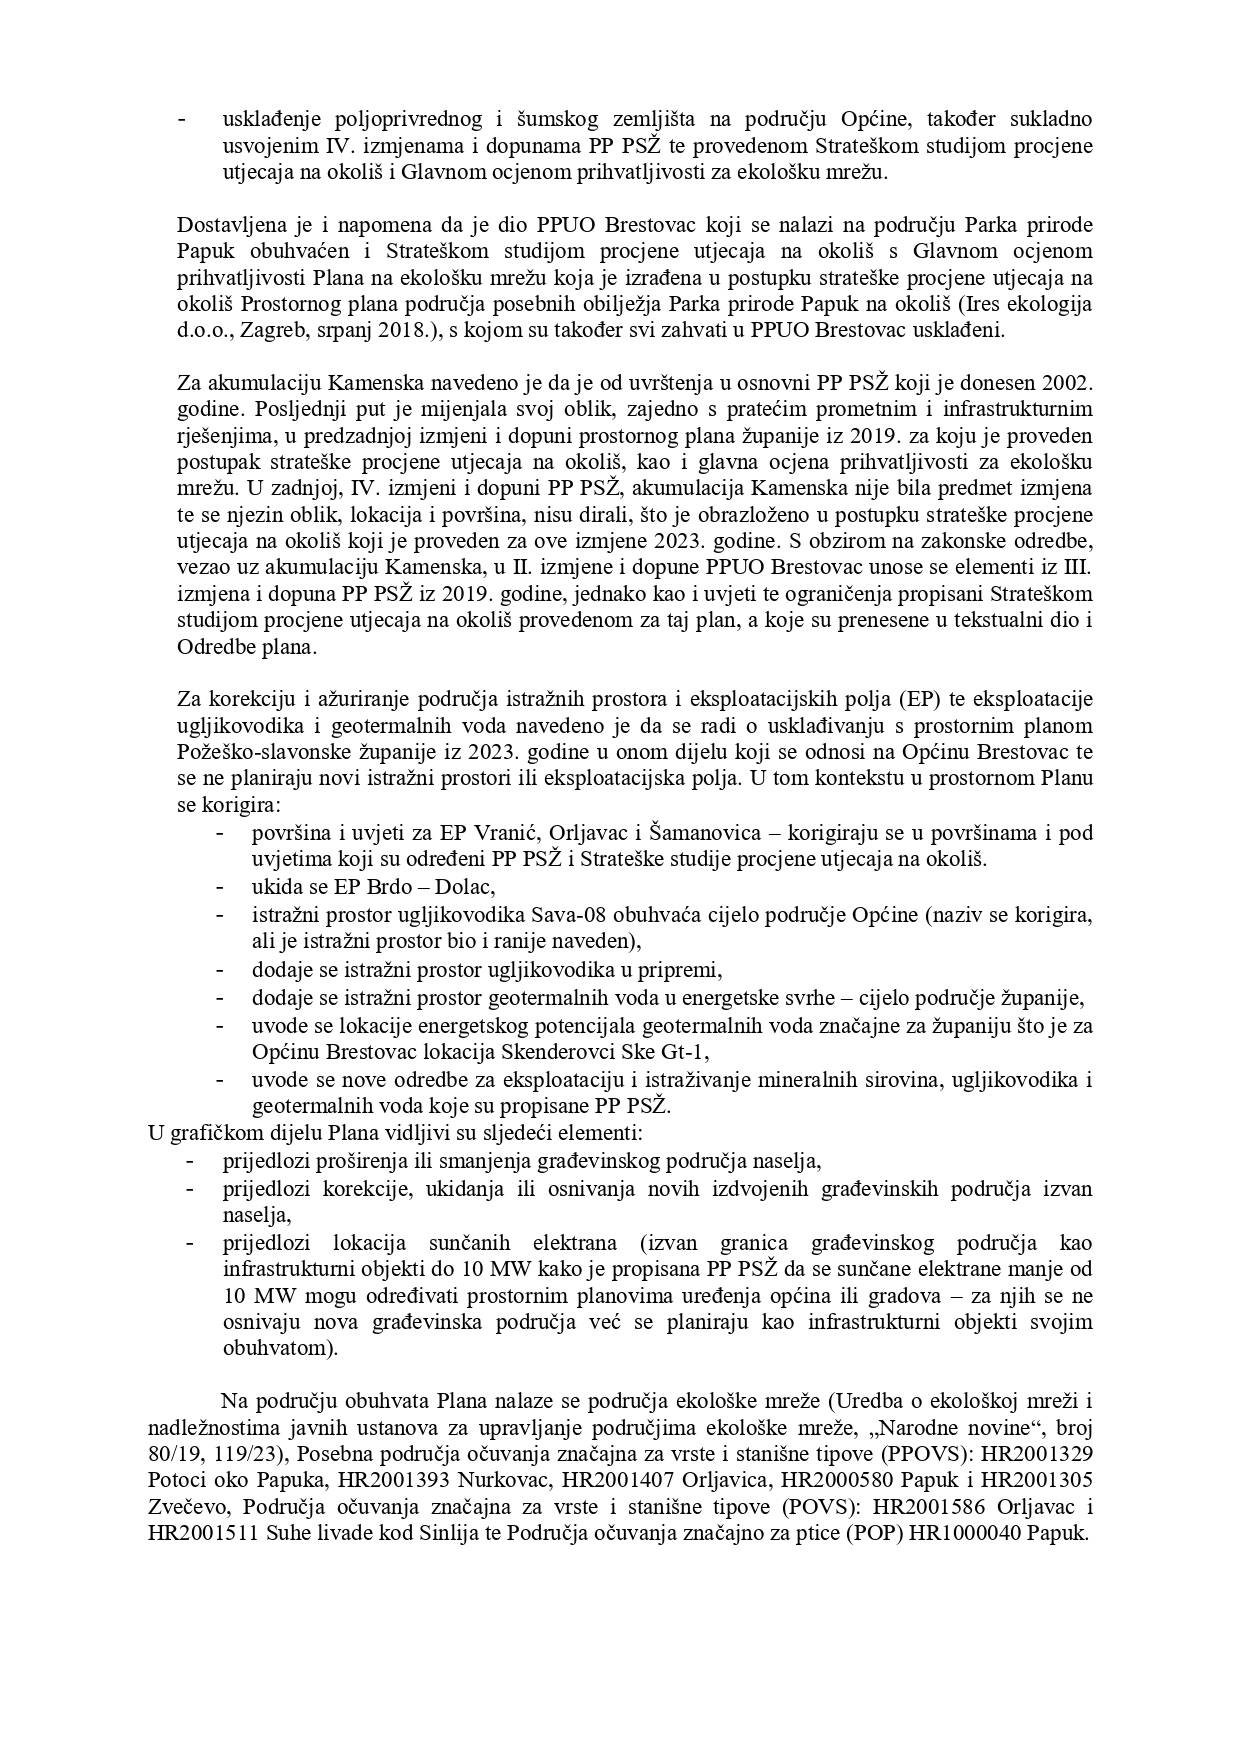 - usklađenje poljoprivrednog i šumskog zemljišta na području Općine, također sukladno
usvojenim IV. izmjenama i dopunama PP PSŽ te provedenom Strateškom studijom procjene
utjecaja na okoliš i Glavnom ocjenom prihvatljivosti za ekološku mrežu.
Dostavljena je i napomena da je dio PPUO Brestovac koji se nalazi na području Parka prirode
Papuk obuhvaćen i Strateškom studijom procjene utjecaja na okoliš s Glavnom ocjenom
prihvatljivosti Plana na ekološku mrežu koja je izrađena u postupku strateške procjene utjecaja na
okoliš Prostornog plana područja posebnih obilježja Parka prirode Papuk na okoliš (Ires ekologija
d.o.o., Zagreb, srpanj 2018.), s kojom su također svi zahvati u PPUO Brestovac usklađeni.
Za akumulaciju Kamenska navedeno je da je od uvrštenja u osnovni PP PSŽ koji je donesen 2002.
godine. Posljednji put je mijenjala svoj oblik, zajedno s pratećim prometnim i infrastrukturnim
rješenjima, u predzadnjoj izmjeni i dopuni prostornog plana županije iz 2019. za koju je proveden
postupak strateške procjene utjecaja na okoliš, kao i glavna ocjena prihvatljivosti za ekološku
mrežu. U zadnjoj, IV. izmjeni i dopuni PP PSŽ, akumulacija Kamenska nije bila predmet izmjena
te se njezin oblik, lokacija i površina, nisu dirali, što je obrazloženo u postupku strateške procjene
utjecaja na okoliš koji je proveden za ove izmjene 2023. godine. S obzirom na zakonske odredbe,
vezao uz akumulaciju Kamenska, u II. izmjene i dopune PPUO Brestovac unose se elementi iz III.
izmjena i dopuna PP PSŽ iz 2019. godine, jednako kao i uvjeti te ograničenja propisani Strateškom
studijom procjene utjecaja na okoliš provedenom za taj plan, a koje su prenesene u tekstualni dio i
Odredbe plana.
Za korekciju i ažuriranje područja istražnih prostora i eksploatacijskih polja (EP) te eksploatacije
ugljikovodika i geotermalnih voda navedeno je da se radi o usklađivanju s prostornim planom
Požeško-slavonske županije iz 2023. godine u onom dijelu koji se odnosi na Općinu Brestovac te
se ne planiraju novi istražni prostori ili eksploatacijska polja. U tom kontekstu u prostornom Planu
se korigira:
- površina i uvjeti za EP Vranić, Orljavac i Šamanovica – korigiraju se u površinama i pod
uvjetima koji su određeni PP PSŽ i Strateške studije procjene utjecaja na okoliš.
- ukida se EP Brdo – Dolac,
- istražni prostor ugljikovodika Sava-08 obuhvaća cijelo područje Općine (naziv se korigira,
ali je istražni prostor bio i ranije naveden),
- dodaje se istražni prostor ugljikovodika u pripremi,
- dodaje se istražni prostor geotermalnih voda u energetske svrhe – cijelo područje županije,
- uvode se lokacije energetskog potencijala geotermalnih voda značajne za županiju što je za
Općinu Brestovac lokacija Skenderovci Ske Gt-1,
- uvode se nove odredbe za eksploataciju i istraživanje mineralnih sirovina, ugljikovodika i
geotermalnih voda koje su propisane PP PSŽ.
U grafičkom dijelu Plana vidljivi su sljedeći elementi:
- prijedlozi proširenja ili smanjenja građevinskog područja naselja,
- prijedlozi korekcije, ukidanja ili osnivanja novih izdvojenih građevinskih područja izvan
naselja,
- prijedlozi lokacija sunčanih elektrana (izvan granica građevinskog područja kao
infrastrukturni objekti do 10 MW kako je propisana PP PSŽ da se sunčane elektrane manje od
10 MW mogu određivati prostornim planovima uređenja općina ili gradova – za njih se ne
osnivaju nova građevinska područja već se planiraju kao infrastrukturni objekti svojim
obuhvatom).
Na području obuhvata Plana nalaze se područja ekološke mreže (Uredba o ekološkoj mreži i
nadležnostima javnih ustanova za upravljanje područjima ekološke mreže, „Narodne novine“, broj
80/19, 119/23), Posebna područja očuvanja značajna za vrste i stanišne tipove (PPOVS): HR2001329
Potoci oko Papuka, HR2001393 Nurkovac, HR2001407 Orljavica, HR2000580 Papuk i HR2001305
Zvečevo, Područja očuvanja značajna za vrste i stanišne tipove (POVS): HR2001586 Orljavac i
HR2001511 Suhe livade kod Sinlija te Područja očuvanja značajno za ptice (POP) HR1000040 Papuk.